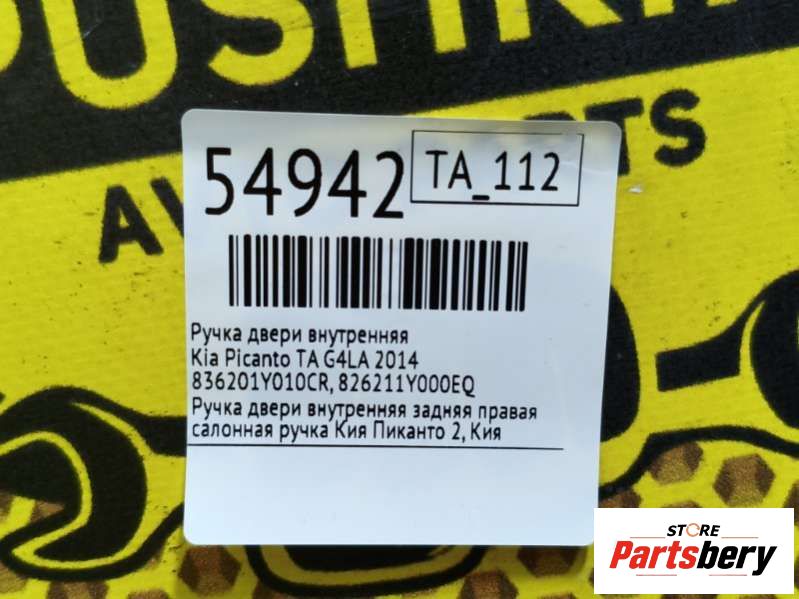 54942
TA_112
Ручка двери внутренняя
Kia Picanto TA G4LA 2014
836201Y010CR, 826211Y000EQ
Ручка двери внутренняя задняя правая
салонная ручка Кия Пиканто 2, Кия
STORE
Partsbery